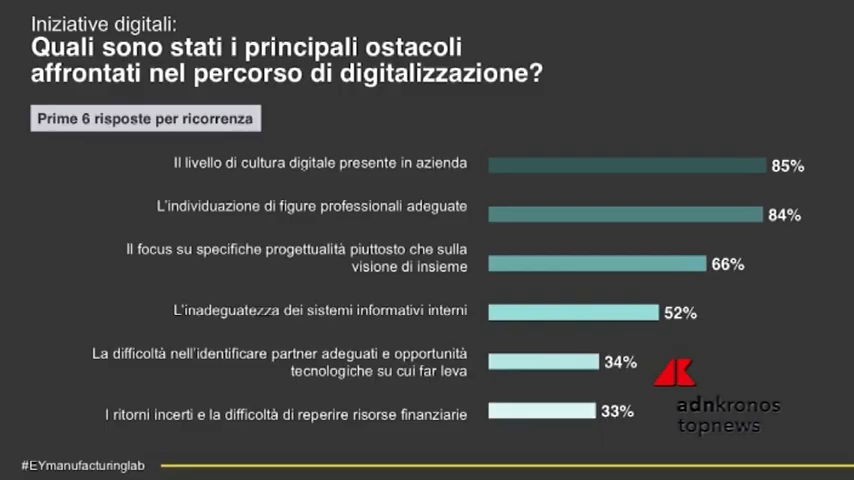 Iniziative digitali:
Quali sono stati i principali ostacoli
affrontati nel percorso di digitalizzazione?
Prime 6 risposte per ricorrenza
Il livello di cultura digitale presente in azienda
85%
L'individuazione di figure professionali adeguate
84%
Il focus su specifiche progettualità piuttosto che sulla
visione di insieme
66%
L'inadeguatezza dei sistemi informativi interni
52%
La difficoltà nell'identificare partner adeguati e opportunità
tecnologiche su cui far leva
34%
I ritorni incerti e la difficoltà di reperire risorse finanziarie
33%
adnkronos
topnews
#EYmanufacturinglab